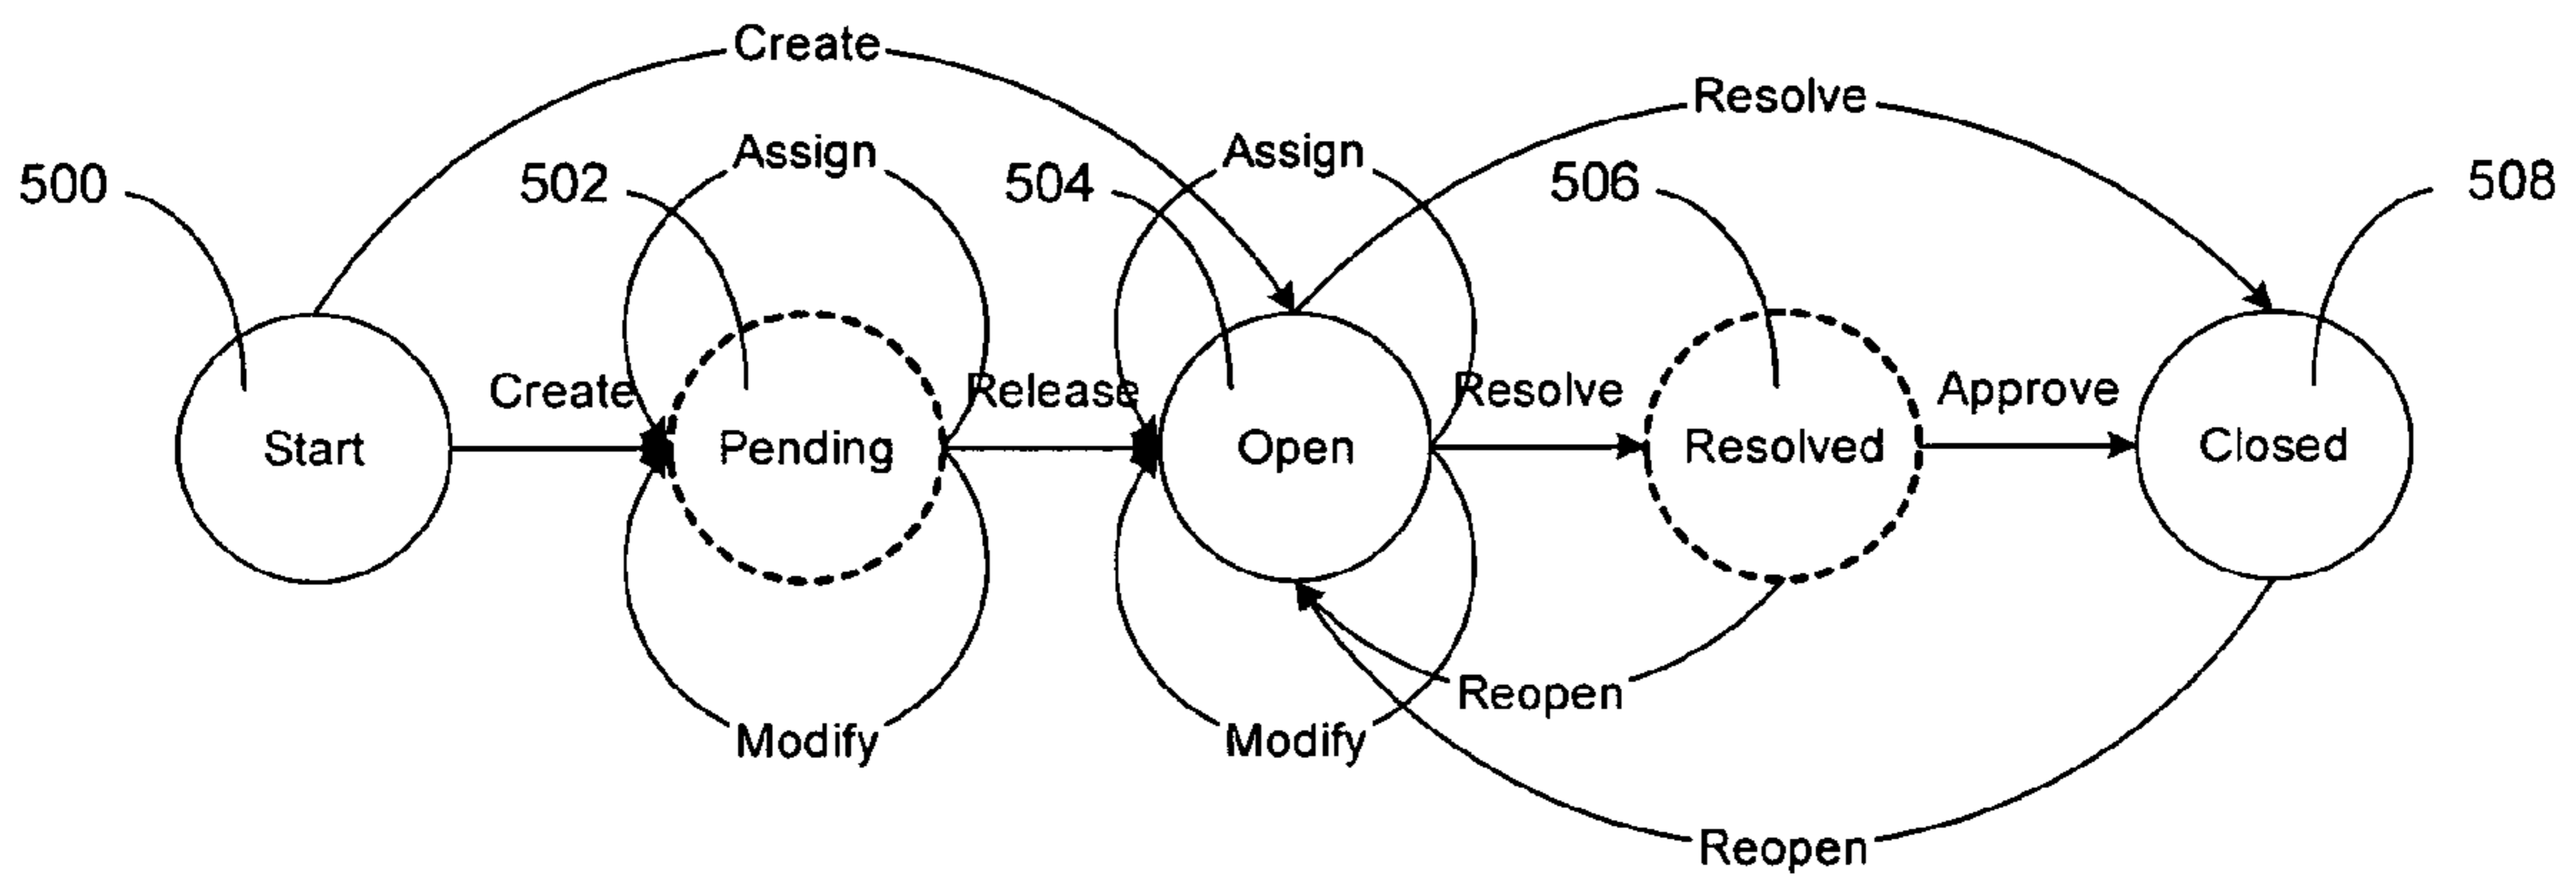 Create
Resolve
Assign
Assign
500
502
504
506
508
Create
Release
Resolve
Approve
Start
Pending
Open
Resolved
Closed
Reopen
Modify
Modify
Reopen